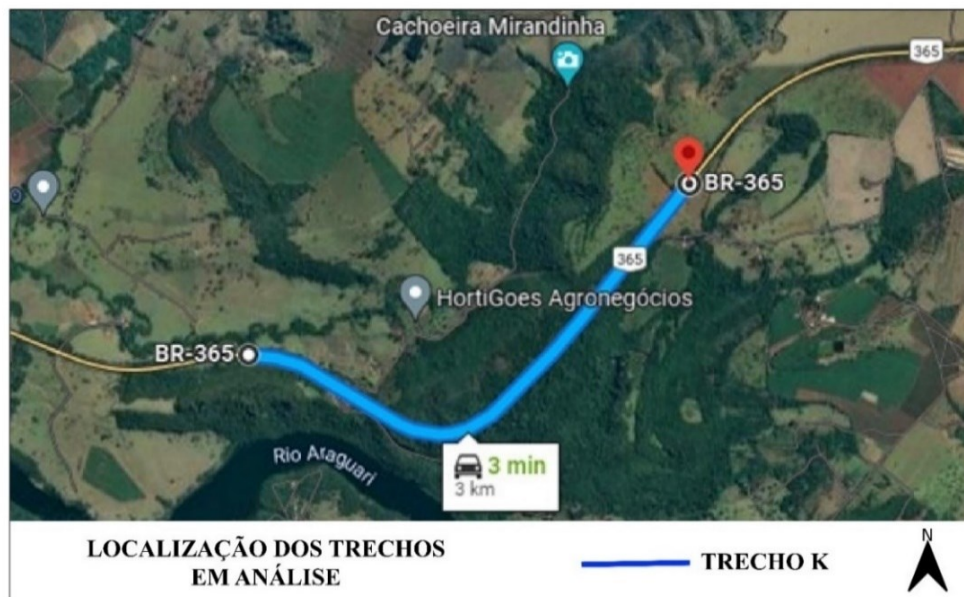 Cachoeira Mirandinha
365
BR-365
365
HortiGoes Agronegócios
BR-365
Rio Araguari
3 min
3 km
LOCALIZAÇÃO DOS TRECHOS
EM ANÁLISE
TRECHO K
N